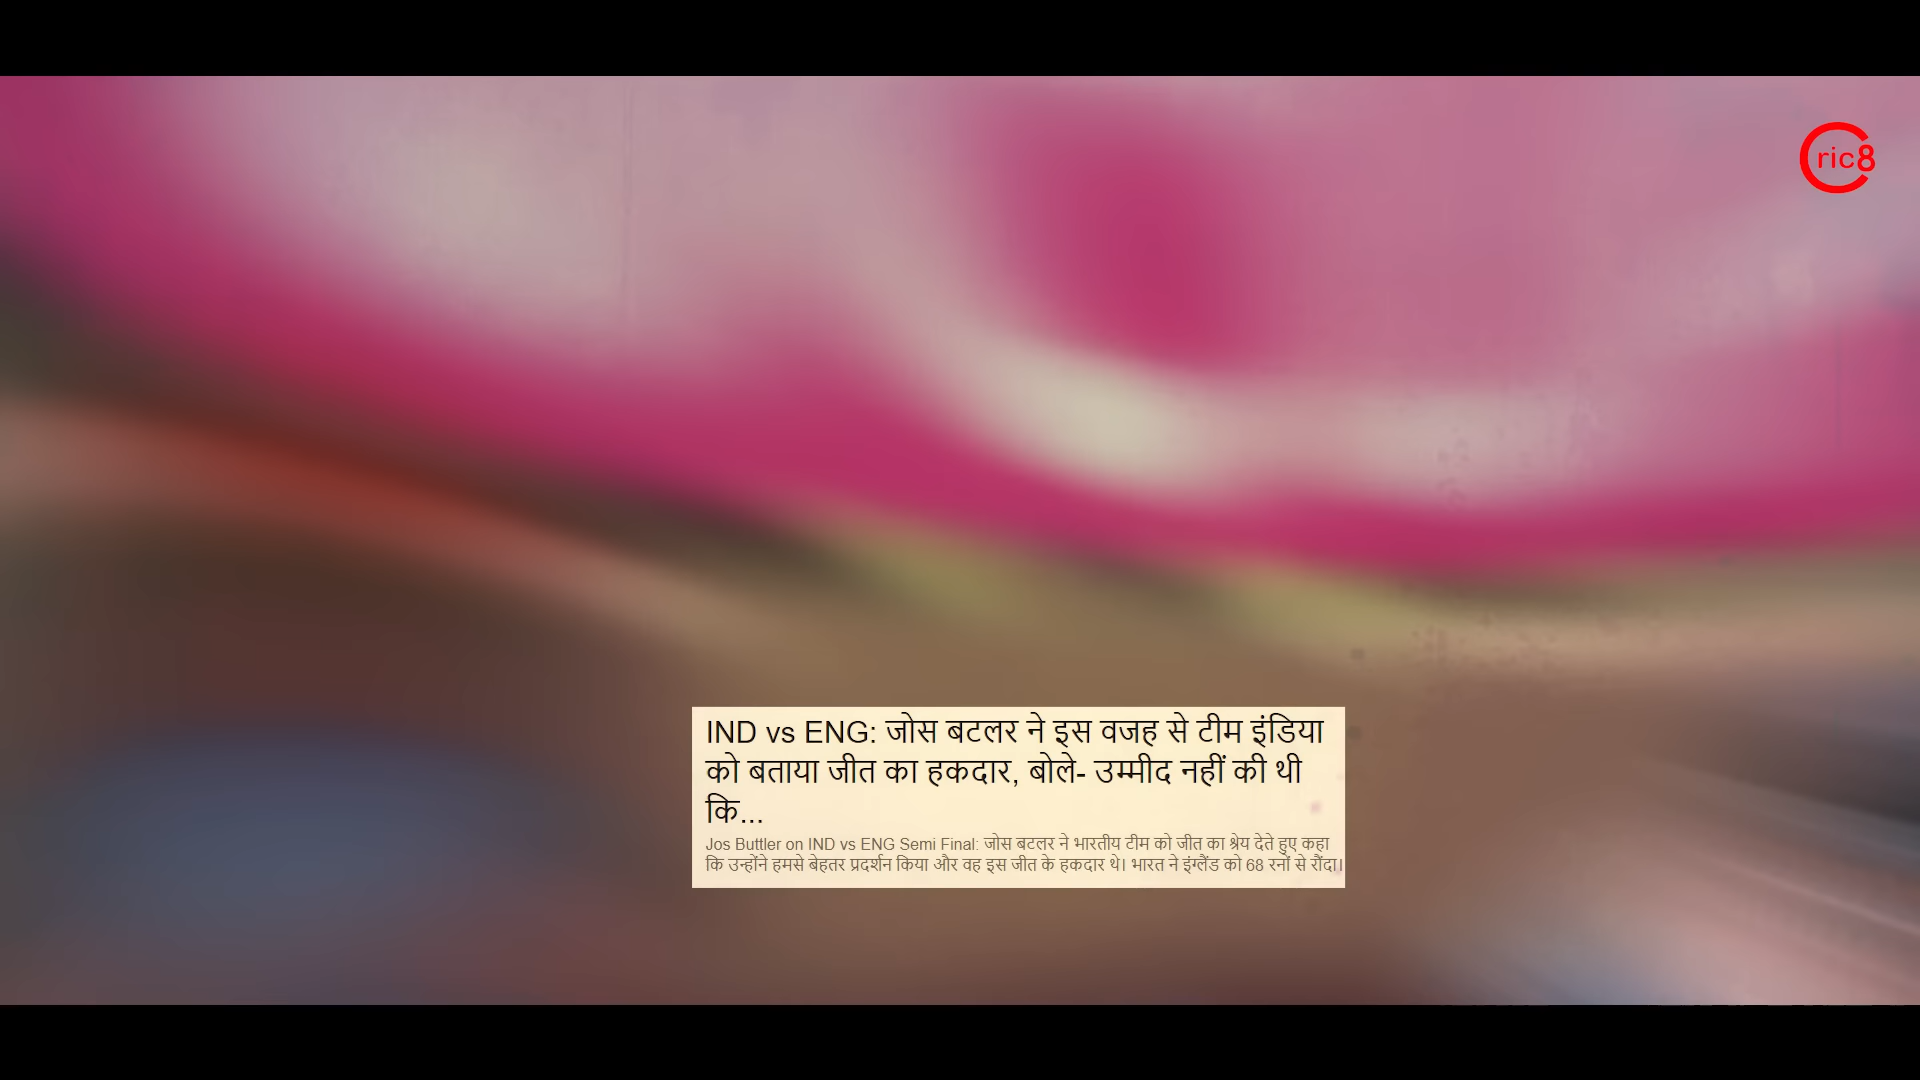 Cric8
IND vs ENG: जोस बटलर ने इस वजह से टीम इंडिया
को बताया जीत का हकदार, बोले- उम्मीद नहीं की थी
कि...
Jos Buttler on IND vs ENG Semi Final: जोस बटलर ने भारतीय टीम को जीत का श्रेय देते हुए कहा
कि उन्होंने हमसे बेहतर प्रदर्शन किया और वह इस जीत के हकदार थे। भारत ने इंग्लैंड को 68 रनों से रौंदा।